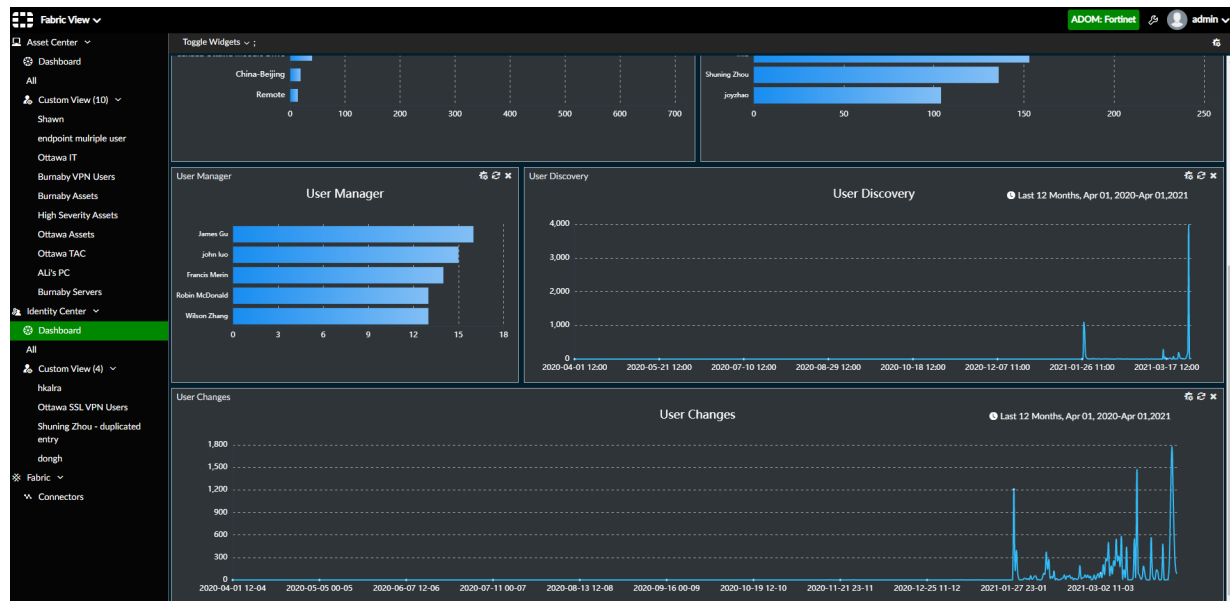 Fabric View
ADOM: Fortinet
admin
Asset Center
Dashboard
All
Custom View (10)
Shawn
endpoint mulriple user
Ottawa IT
Burnaby VPN Users
Burnaby Assets
High Severity Assets
Ottawa Assets
Ottawa TAC
ALi's PC
Burnaby Servers
Identity Center
Dashboard
All
Custom View (4)
hkalra
Ottawa SSL VPN Users
Shuning Zhou - duplicated
entry
dongh
Fabric
Connectors
Toggle Widgets ;
China-Beijing
Remote
0 100 200 300 400 500 600 700
Shuning Zhou
joyzhao
0 50 100 150 200 250
User Manager
User Manager
James Gu
john luo
Francis Merin
Robin McDonald
Wilson Zhang
0 3 6 9 12 15 18
User Discovery
User Discovery
Last 12 Months, Apr 01, 2020-Apr 01,2021
4,000
3,000
2,000
1,000
0
2020-04-01 12:00 2020-05-21 12:00 2020-07-10 12:00 2020-08-29 12:00 2020-10-18 12:00 2020-12-07 11:00 2021-01-26 11:00 2021-03-17 12:00
User Changes
User Changes
Last 12 Months, Apr 01, 2020-Apr 01,2021
1,800
1,500
1,200
900
600
300
0
2020-04-01 12-04 2020-05-05 00-05 2020-06-07 12-06 2020-07-11 00-07 2020-08-13 12-08 2020-09-16 00-09 2020-10-19 12-10 2020-11-21 23-11 2020-12-25 11-12 2021-01-27 23-01 2021-03-02 11-03